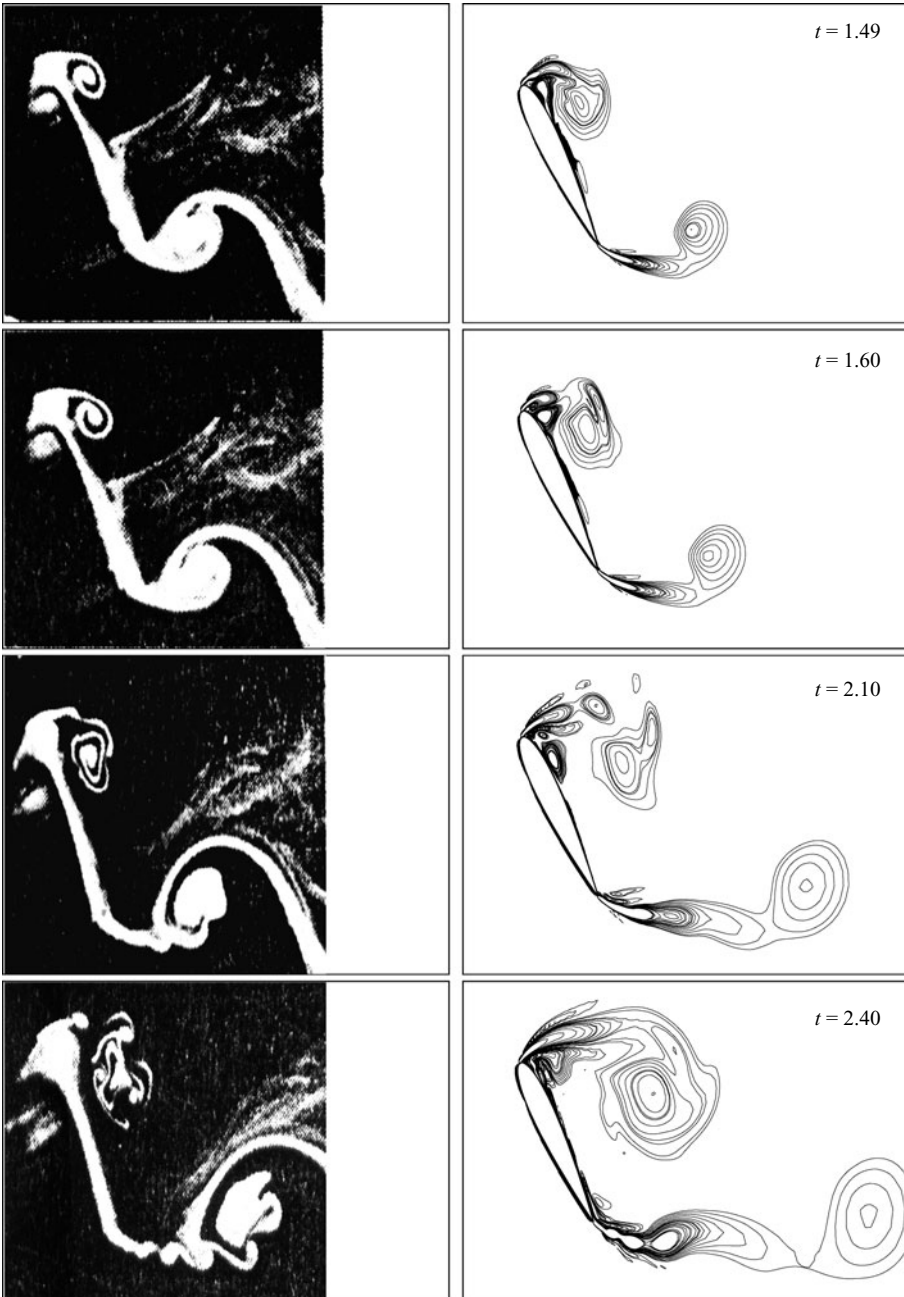 t = 1.49
t = 1.60
t = 2.10
t = 2.40